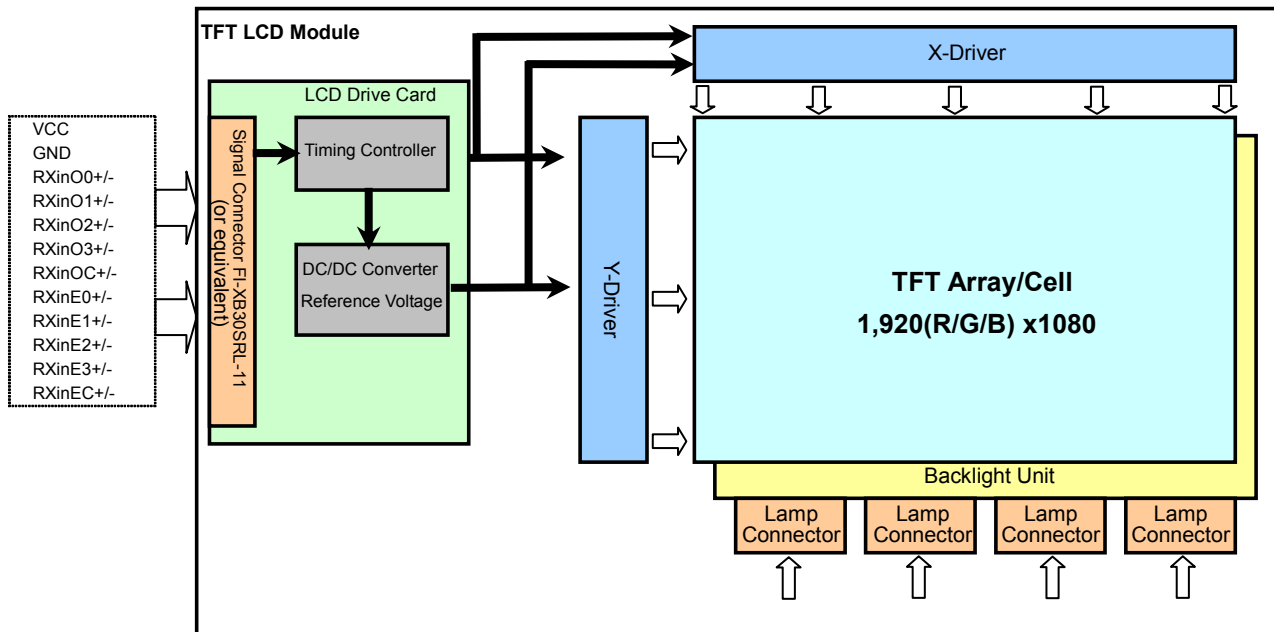 TFT LCD Module
X-Driver
LCD Drive Card
VCC
GND
RXinO0+/-
RXinO1+/-
RXinO2+/-
RXinO3+/-
RXinOC+/-
RXinE0+/-
RXinE1+/-
RXinE2+/-
RXinE3+/-
RXinEC+/-
Signal Connector FI-XB30SRL-11
(or equivalent)
Timing Controller
DC/DC Converter
Reference Voltage
Y-Driver
TFT Array/Cell
1,920(R/G/B) x1080
Backlight Unit
Lamp
Connector
Lamp
Connector
Lamp
Connector
Lamp
Connector